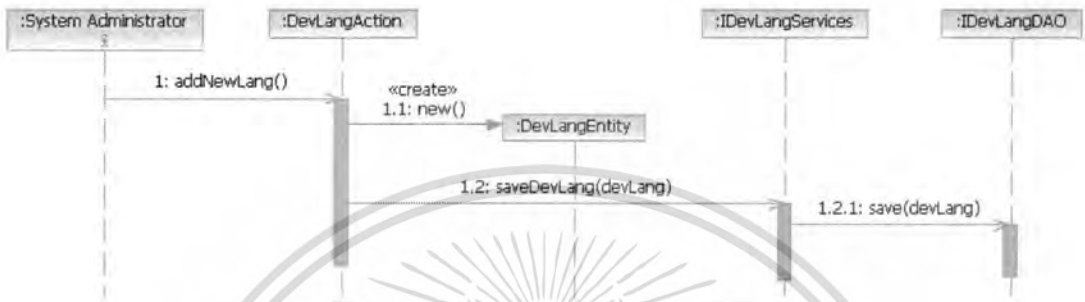 :System Administrator
:DevLangAction
:IDevLangServices
:IDevLangDAO
1: addNewLang()
«create»
1.1: new()
:DevLangEntity
1.2: saveDevLang(devLang)
1.2.1: save(devLang)